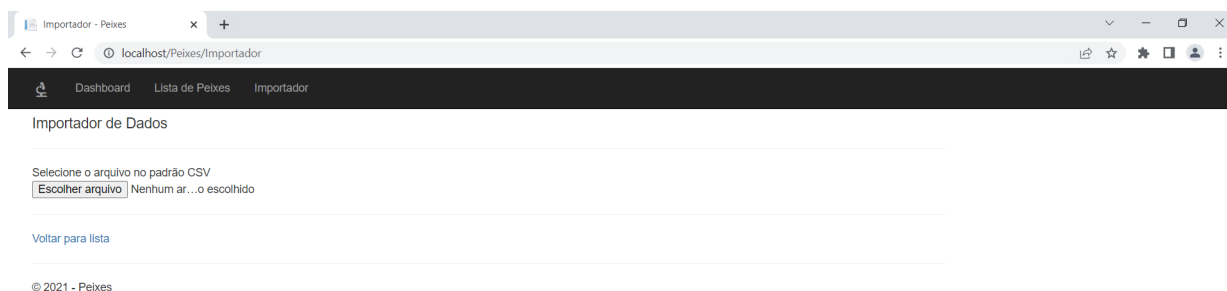 Importador - Peixes
localhost/Peixes/Importador
Dashboard Lista de Peixes Importador
Importador de Dados
Selecione o arquivo no padrão CSV
Escolher arquivo Nenhum ar...o escolhido
Voltar para lista
© 2021 - Peixes